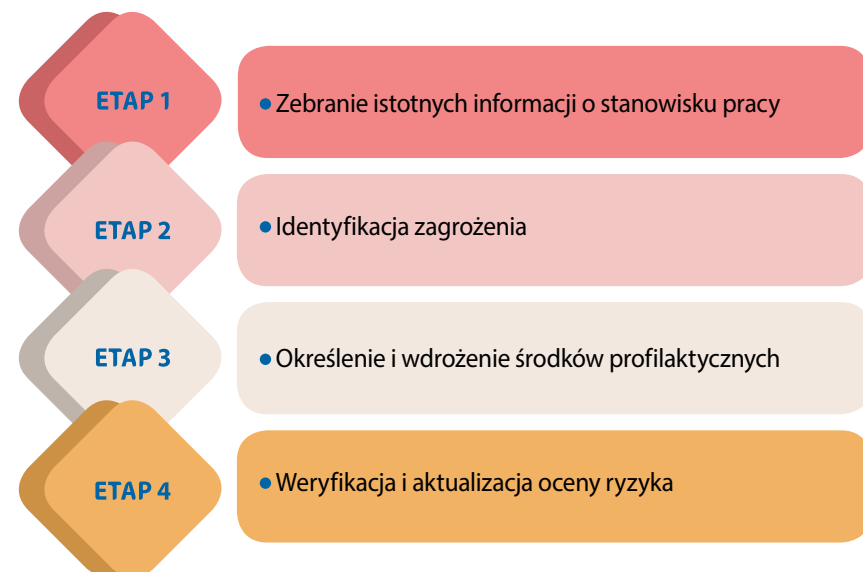 ETAP 1
• Zebranie istotnych informacji o stanowisku pracy
ETAP 2
• Identyfikacja zagrożenia
ETAP 3
• Określenie i wdrożenie środków profilaktycznych
ETAP 4
• Weryfikacja i aktualizacja oceny ryzyka